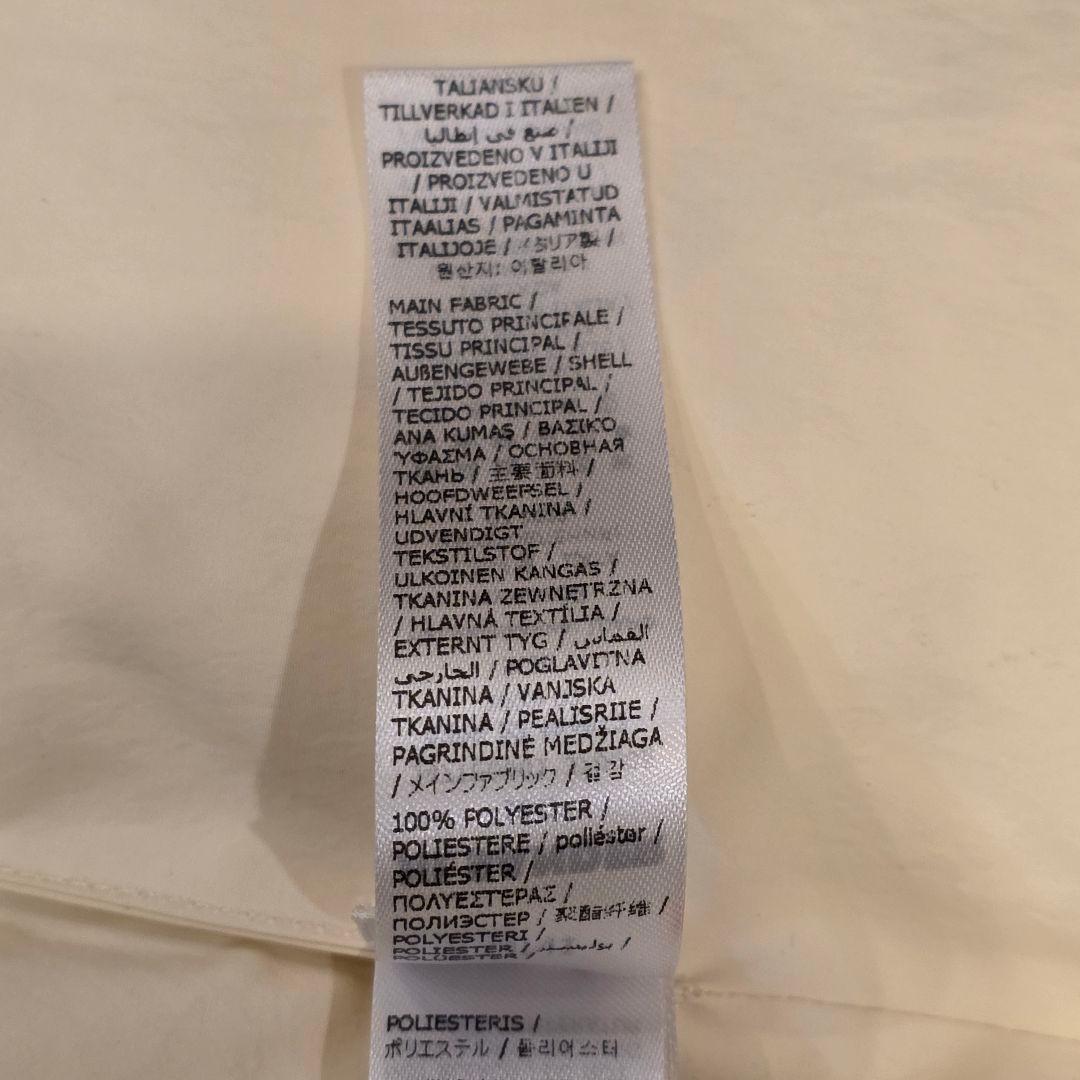 TALIANSKU /
TILLVERKAD I ITALIEN /
صنع في إيطاليا /
PROIZVEDENO V ITALIJI
/ PROIZVEDENO U
ITALIJI / VALMISTATUD
ITAALIAS / PAGAMINTA
ITALIJOJE / イタリア製 /
원산지: 이탈리아
MAIN FABRIC /
TESSUTO PRINCIPALE /
TISSU PRINCIPAL /
AUßENGEWEBE / SHELL
/ TEJIDO PRINCIPAL /
TECIDO PRINCIPAL /
ANA KUMAŞ / ΒΑΣΙΚΟ
ΎΦΑΣΜΑ / ОСНОВНАЯ
ТКАНЬ / 主要面料 /
HOOFDWEEFSEL /
HLAVNÍ TKANINA /
UDVENDIGT
TEKSTILSTOF /
ULKOINEN KANGAS /
TKANINA ZEWNĘTRZNA
/ HLAVNÁ TEXTÍLIA /
EXTERNT TYG / القماش
الخارجي / POGLAVITNA
TKANINA / VANJSKA
TKANINA / PEALISRIIE /
PAGRINDINĖ MEDŽIAGA
/ メインファブリック / 겉감
100% POLYESTER /
POLIESTERE / poliéster /
POLIÉSTER /
ΠΟΛΥΕΣΤΕΡΑΣ /
ПОЛИЭСТЕР / 聚酯纤维 /
POLYESTERI /
POLIESTER / بوليستر /
POLÜESTER /
POLIESTERIS /
ポリエステル / 폴리에스터